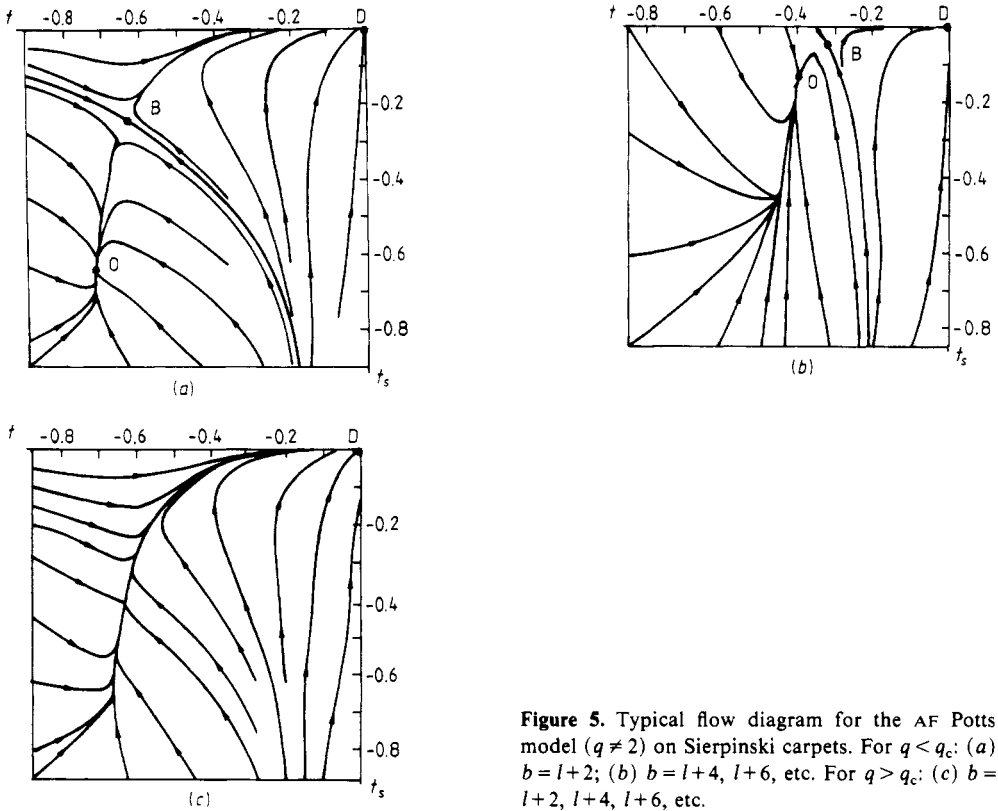 t -0.8 -0.6 -0.4 -0.2 D
B
-0.2
-0.4
O
-0.6
-0.8
t_s
(a)
-0.8 -0.6 -0.4 -0.2 D
B
O
-0.2
-0.4
-0.6
-0.8
t_s
(b)
t -0.8 -0.6 -0.4 -0.2 D
-0.2
-0.4
-0.6
-0.8
(c)
Figure 5. Typical flow diagram for the AF Potts
model (q ≠ 2) on Sierpinski carpets. For q < q_c: (a)
b = l + 2; (b) b = l + 4, l + 6, etc. For q > q_c: (c) b =
l + 2, l + 4, l + 6, etc.